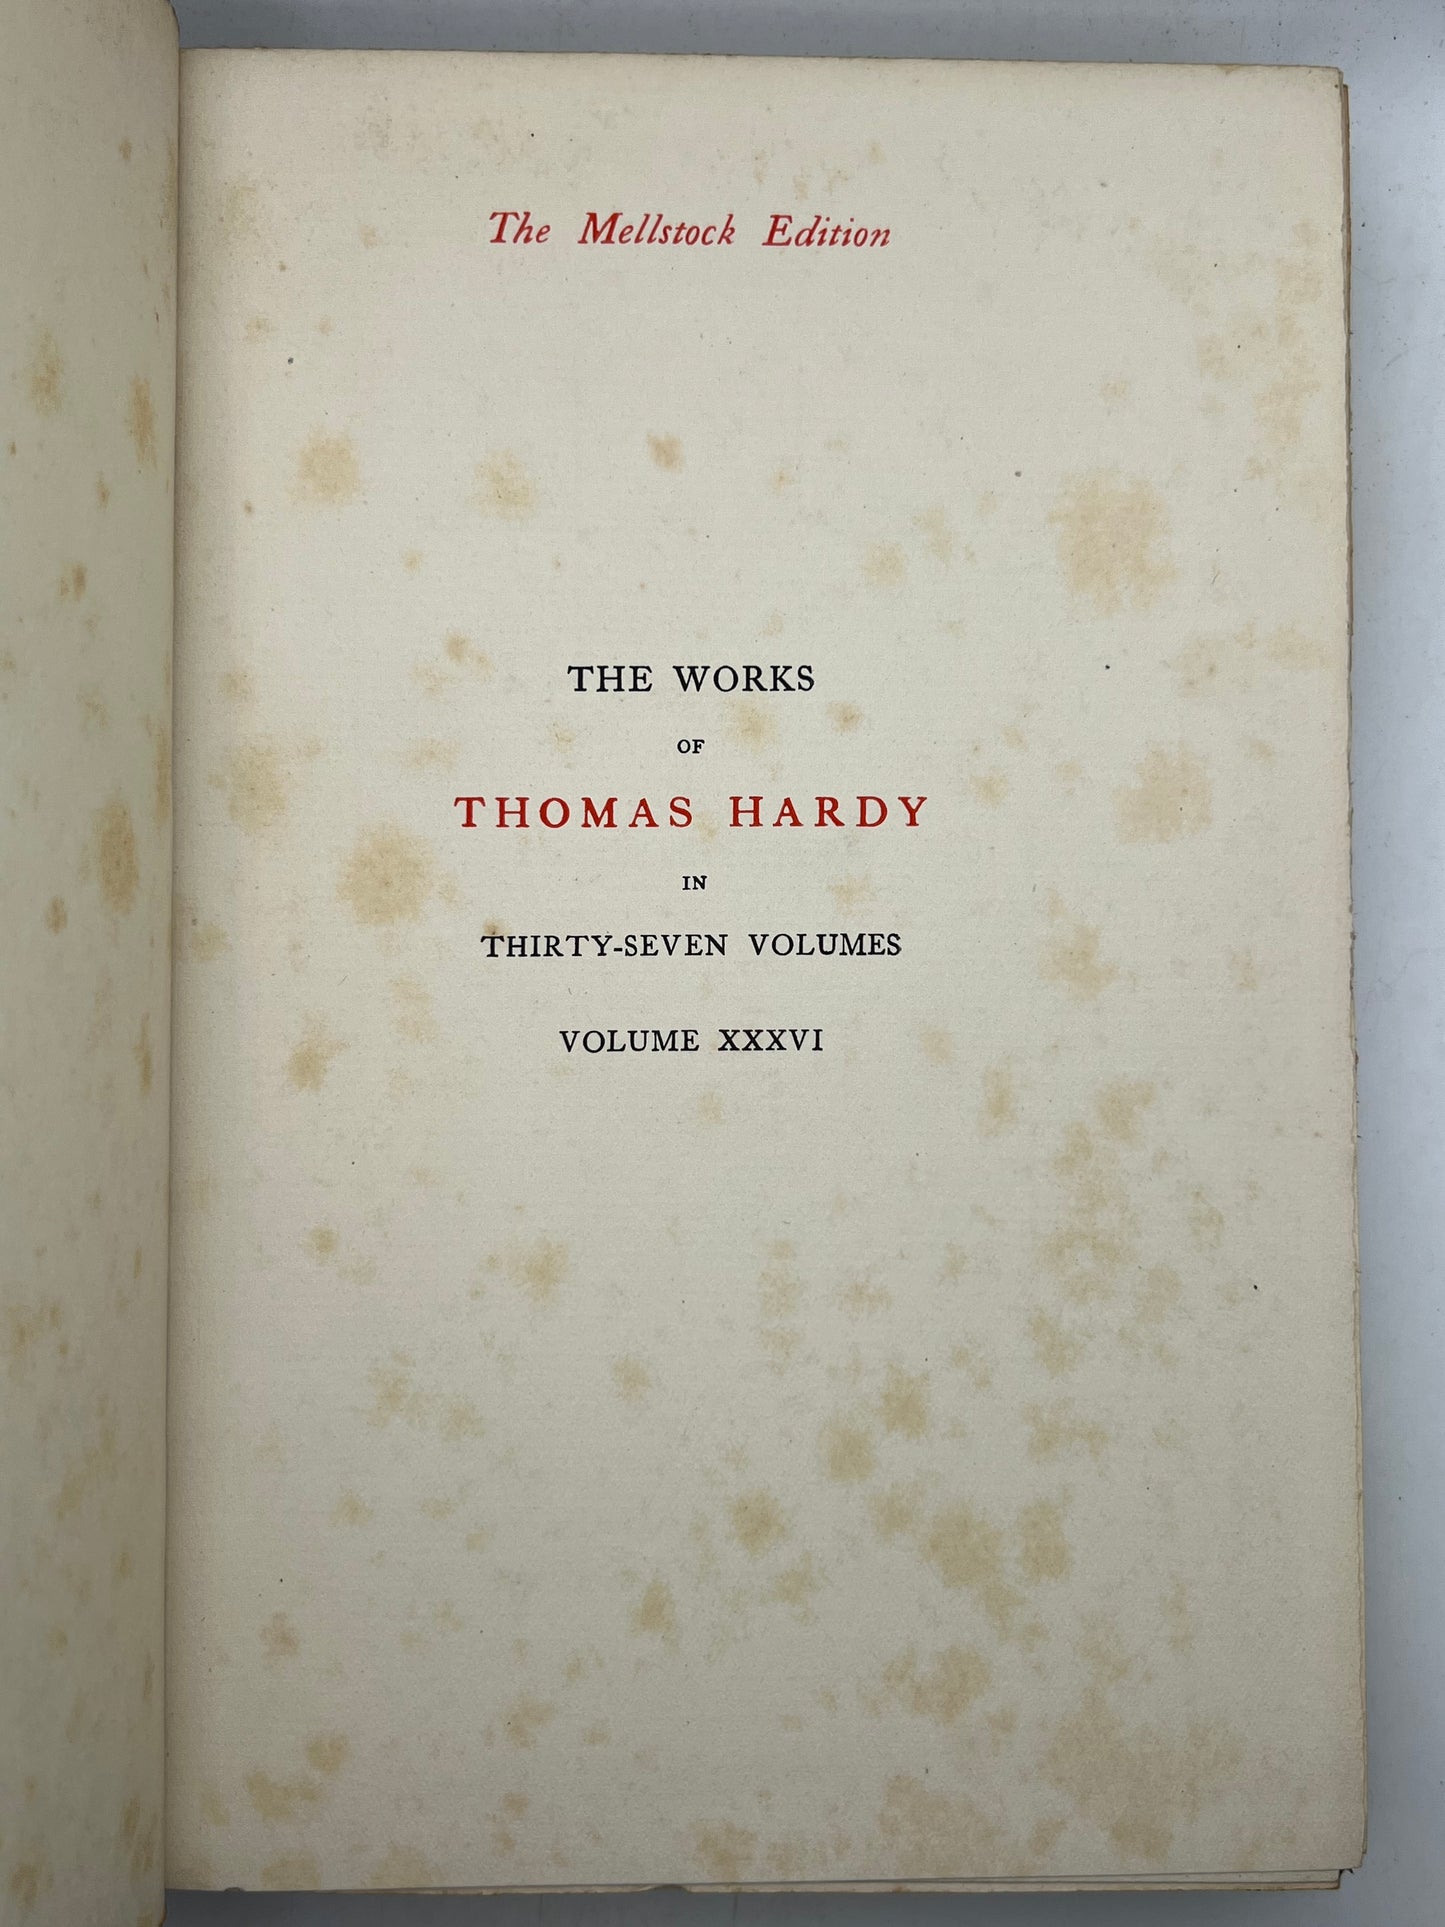 The Mellstock Edition
THE WORKS
OF
THOMAS HARDY
IN
THIRTY-SEVEN VOLUMES
VOLUME XXXVI